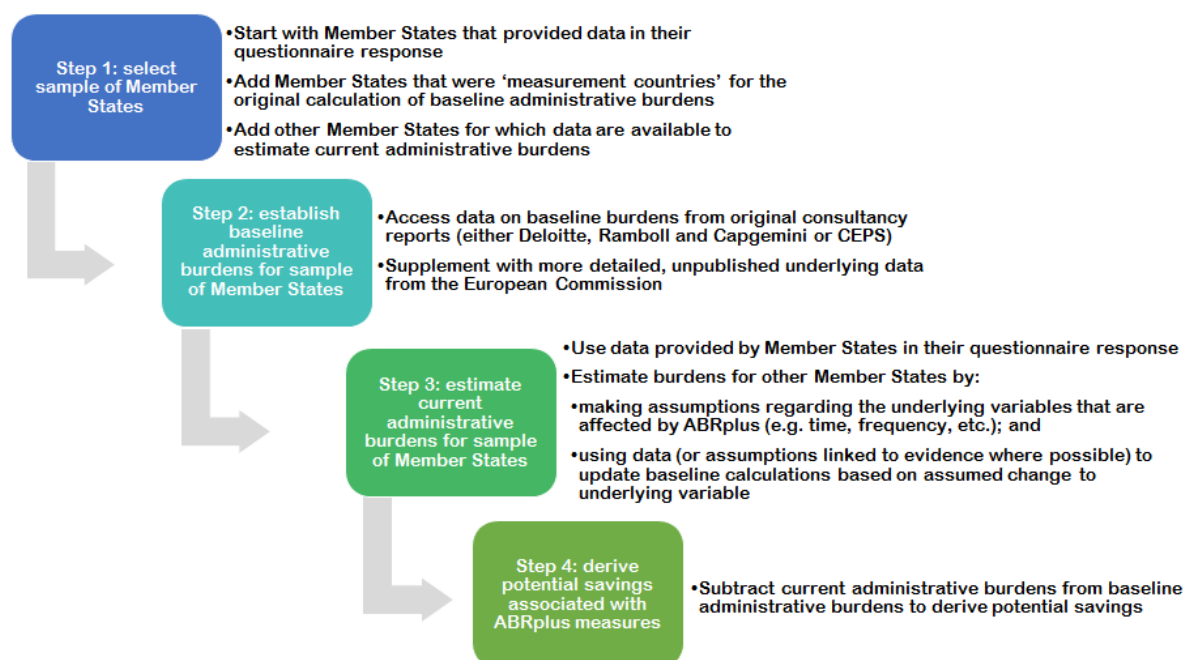 Step 1: select
sample of Member
States
•Start with Member States that provided data in their
questionnaire response
•Add Member States that were ‘measurement countries’ for the
original calculation of baseline administrative burdens
•Add other Member States for which data are available to
estimate current administrative burdens
Step 2: establish
baseline
administrative
burdens for sample
of Member States
•Access data on baseline burdens from original consultancy
reports (either Deloitte, Ramboll and Capgemini or CEPS)
•Supplement with more detailed, unpublished underlying data
from the European Commission
Step 3: estimate
current
administrative
burdens for sample
of Member States
•Use data provided by Member States in their questionnaire response
•Estimate burdens for other Member States by:
•making assumptions regarding the underlying variables that are
affected by ABRplus (e.g. time, frequency, etc.); and
•using data (or assumptions linked to evidence where possible) to
update baseline calculations based on assumed change to
underlying variable
Step 4: derive
potential savings
associated with
ABRplus measures
•Subtract current administrative burdens from baseline
administrative burdens to derive potential savings